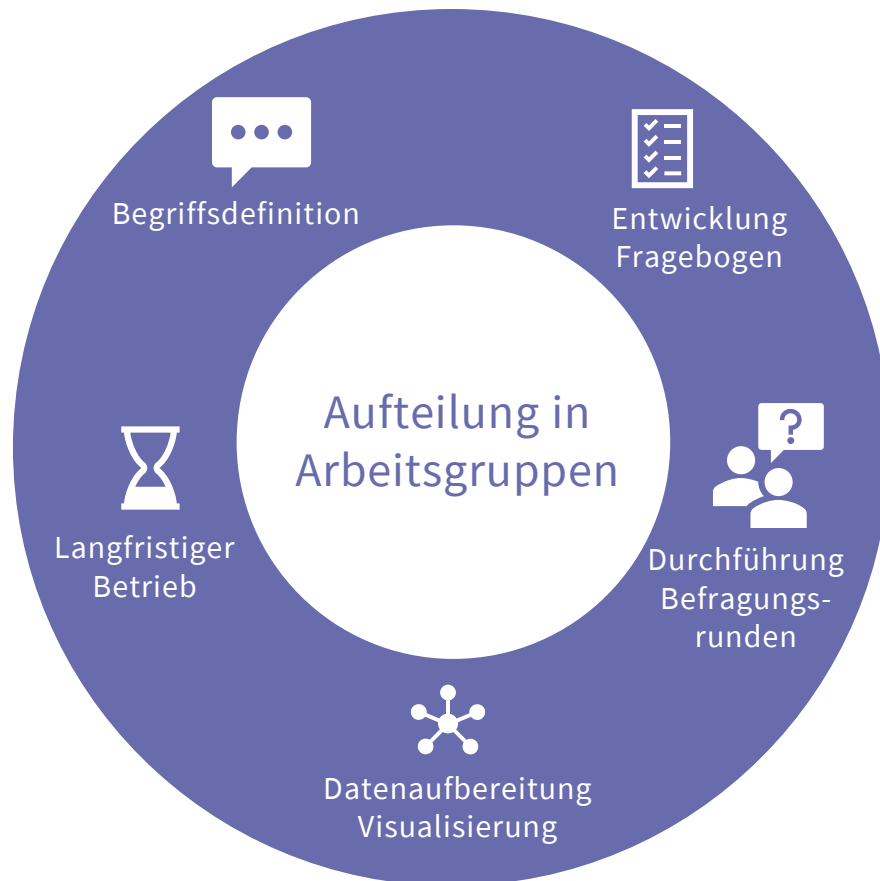 Begriffsdefinition
Entwicklung
Fragebogen
Aufteilung in
Arbeitsgruppen
?
Langfristiger
Betrieb
Durchführung
Befragungs-
runden
Datenaufbereitung
Visualisierung